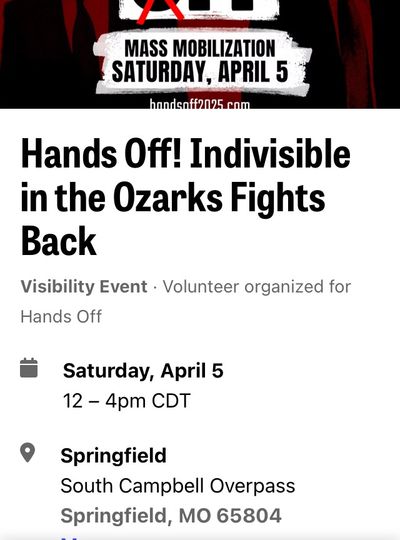 MASS MOBILIZATION
SATURDAY, APRIL 5
handsoff2025.com
Hands Off! Indivisible
in the Ozarks Fights
Back
Visibility Event · Volunteer organized for
Hands Off
Saturday, April 5
12 – 4pm CDT
Springfield
South Campbell Overpass
Springfield, MO 65804